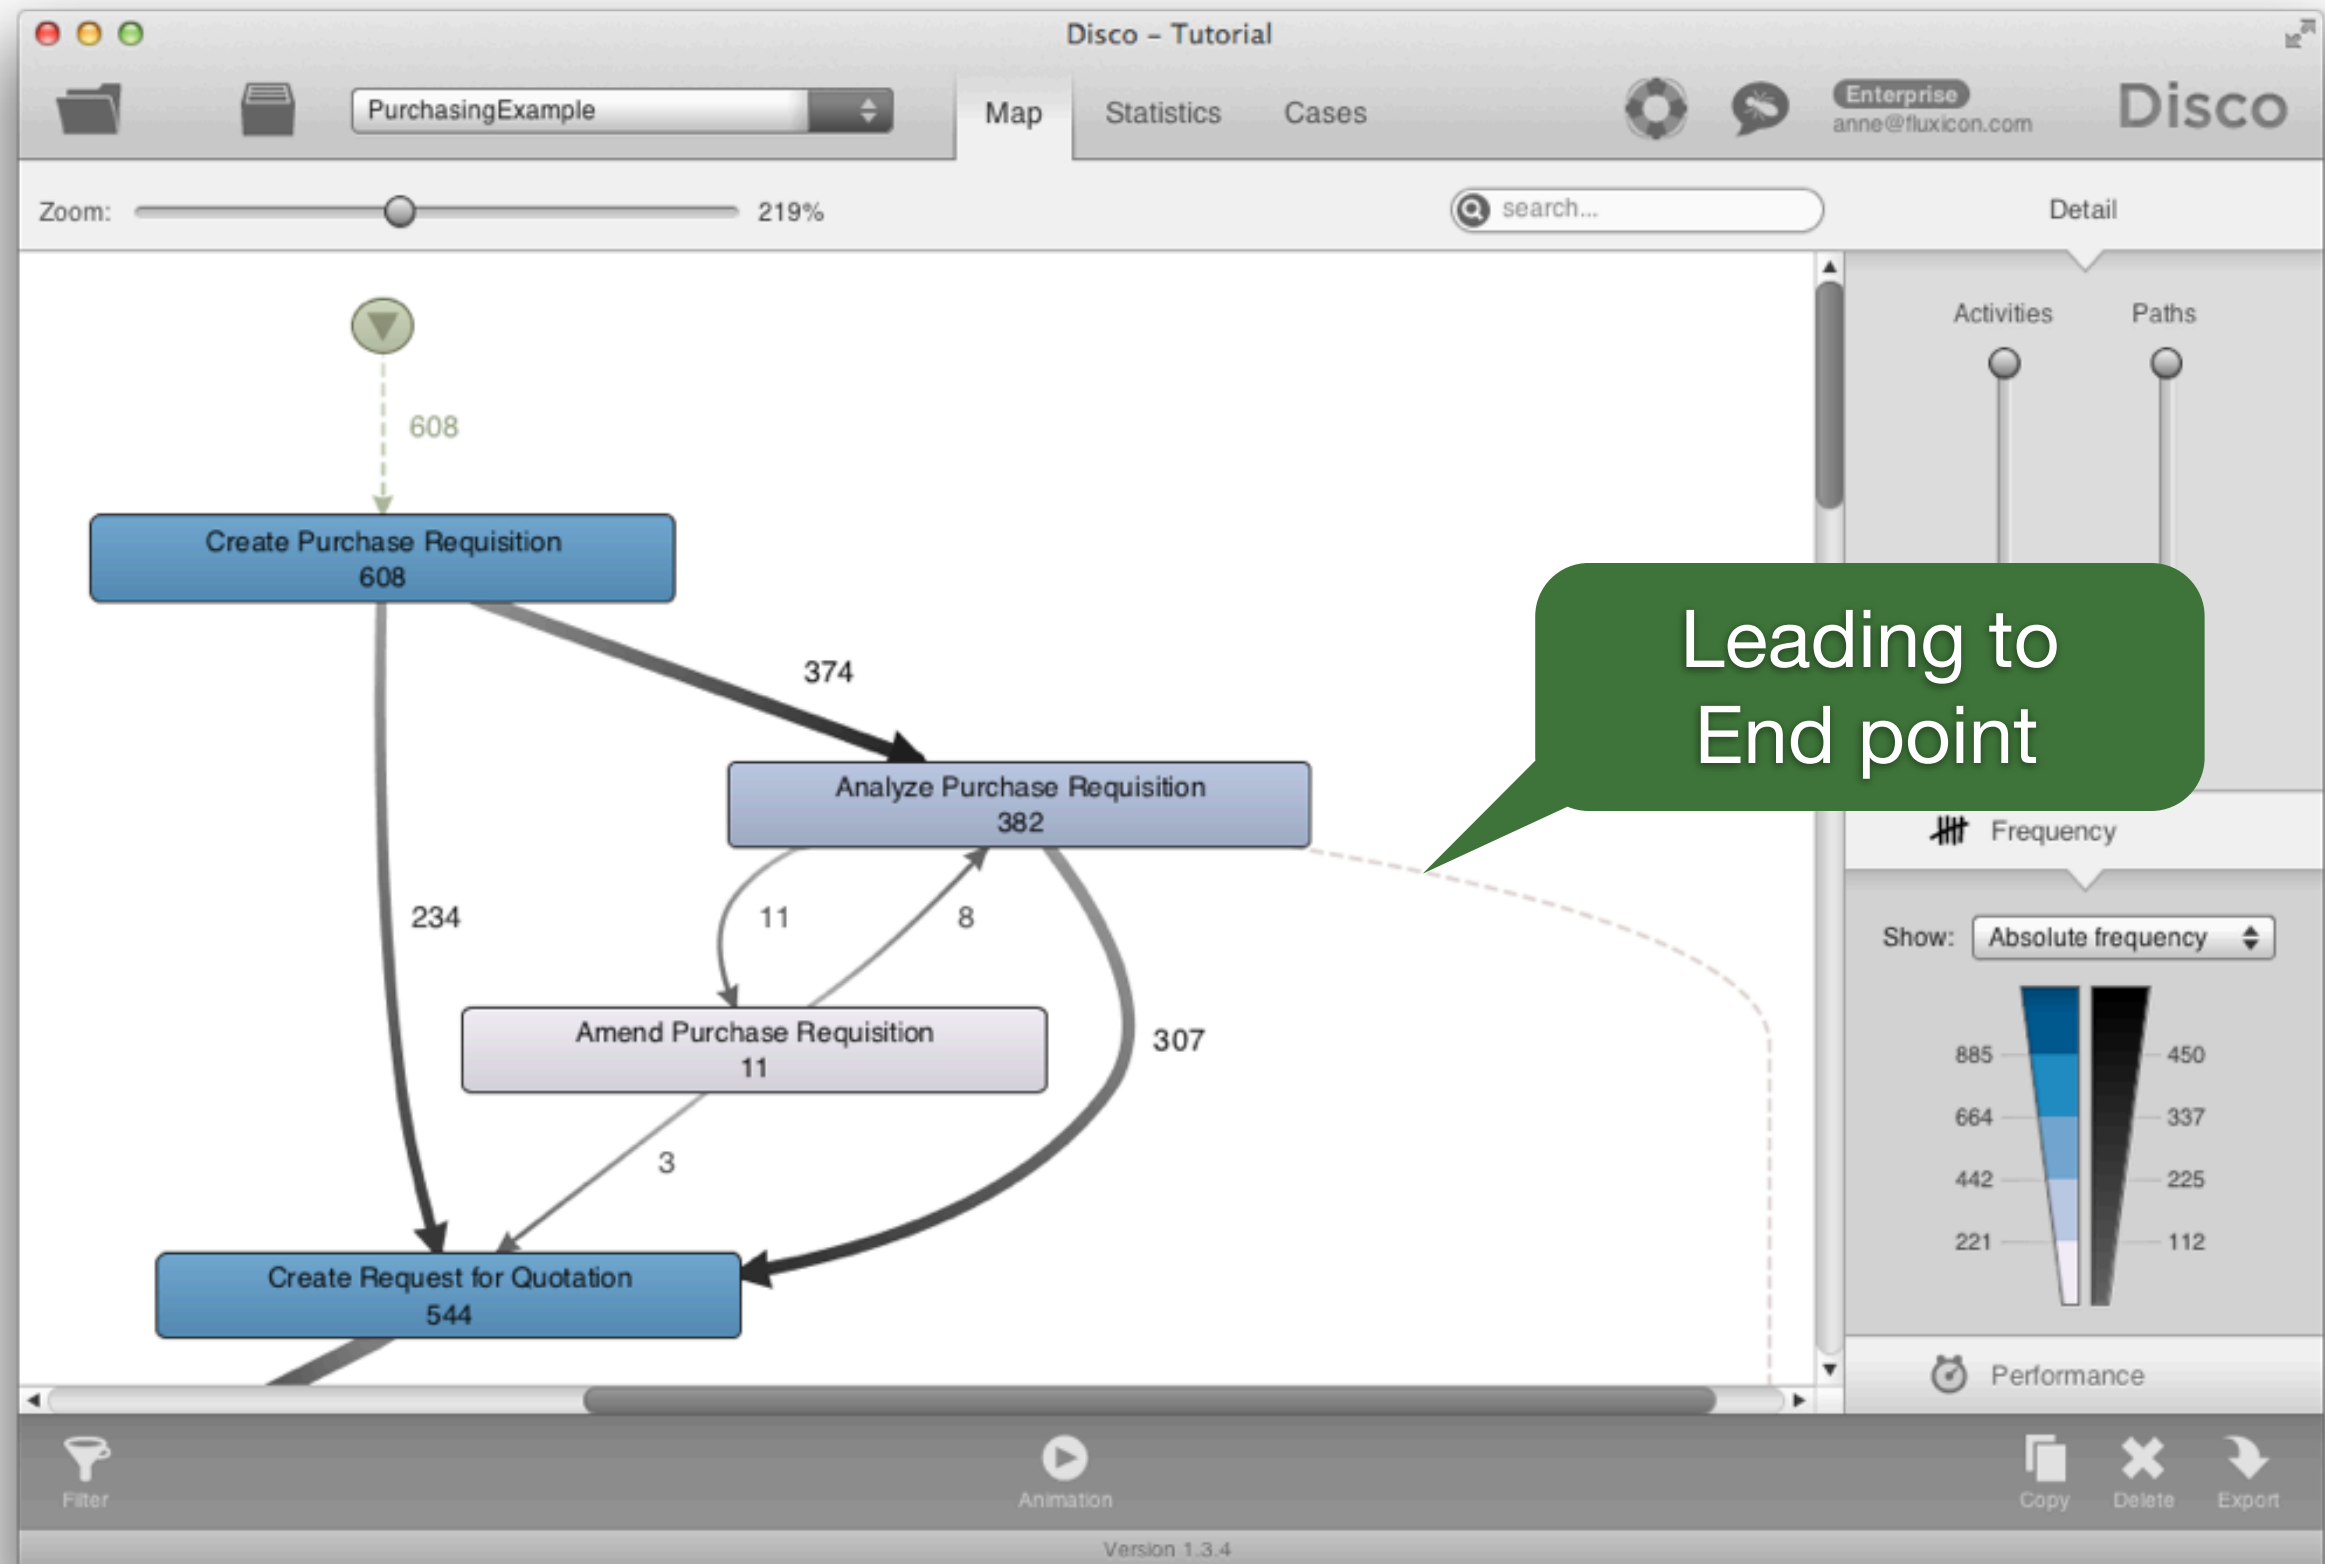 Disco – Tutorial
PurchasingExample
Map
Statistics
Cases
Enterprise
anne@fluxicon.com
Disco
Zoom:
219%
search...
Detail
Activities
Paths
608
Create Purchase Requisition
608
374
Leading to
End point
Analyze Purchase Requisition
382
Frequency
234
11
8
Show:
Absolute frequency
Amend Purchase Requisition
11
307
885
450
664
337
3
442
225
221
112
Create Request for Quotation
544
Performance
Filter
Animation
Copy
Delete
Export
Version 1.3.4